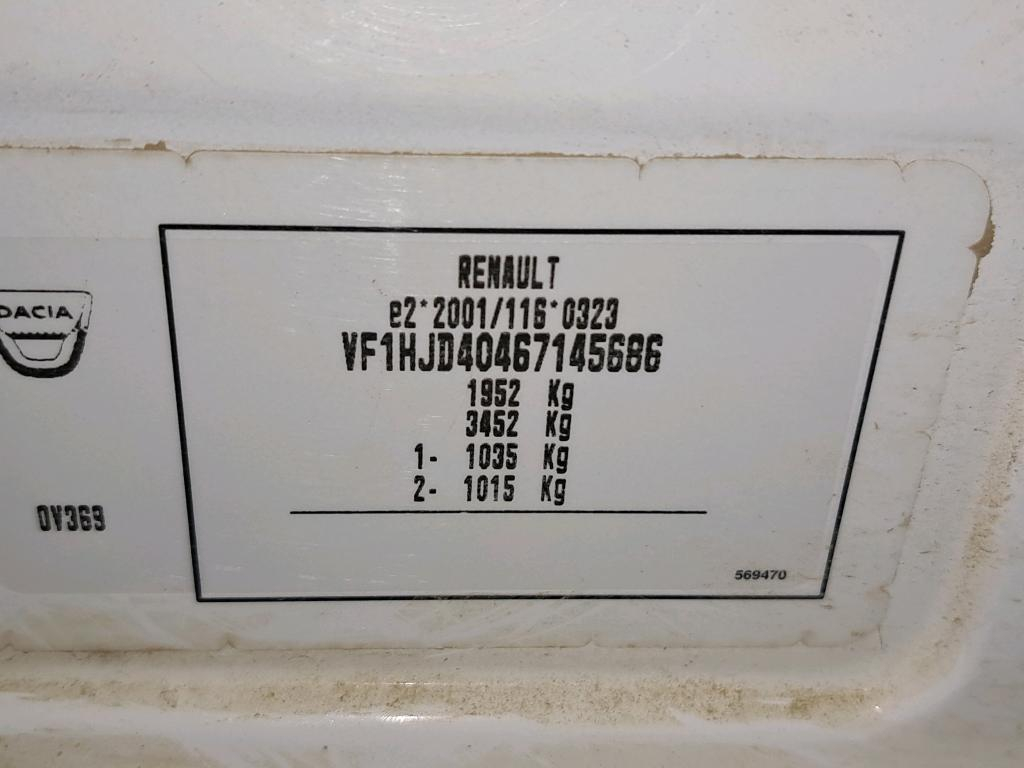 RENAULT
e2*2001/116*0323
DACIA
VF1HJD40467145686
1952 Kg
3452 Kg
1- 1035 Kg
2- 1015 Kg
0V369
569470